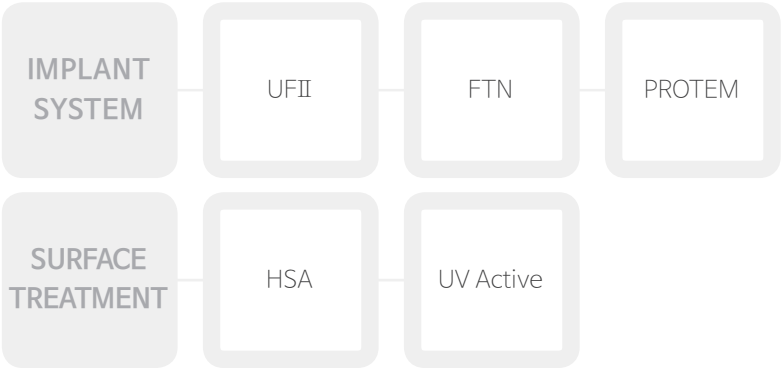 IMPLANT
SYSTEM
UFⅡ
FTN
PROTEM
SURFACE
TREATMENT
HSA
UV Active